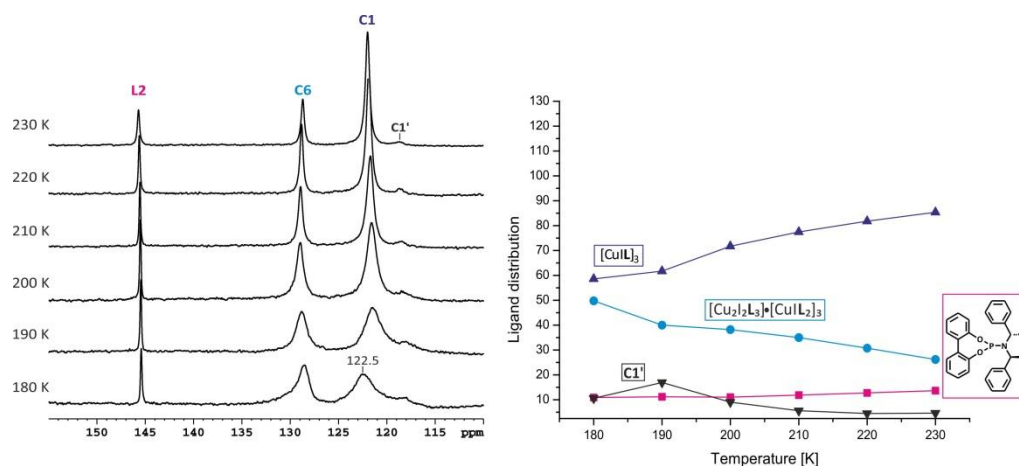 C1
L2
C6
230 K
C1'
220 K
210 K
200 K
190 K
122.5
180 K
150 145 140 135 130 125 120 115 ppm
Ligand distribution
130
120
110
100
90
80
70
60
50
40
30
20
10
[CuIL]₃
[Cu₂I₂L₃]•[CuIL₂]₃
C1'
O
P
N
O
180 190 200 210 220 230
Temperature [K]